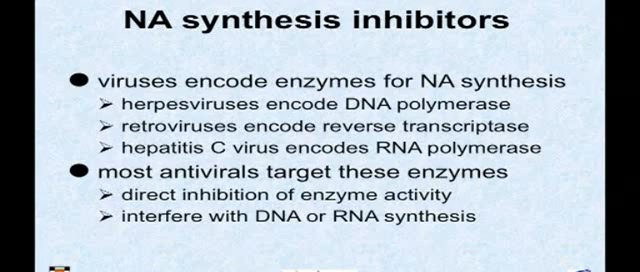 NA synthesis inhibitors
● viruses encode enzymes for NA synthesis
➢ herpesviruses encode DNA polymerase
➢ retroviruses encode reverse transcriptase
➢ hepatitis C virus encodes RNA polymerase
● most antivirals target these enzymes
➢ direct inhibition of enzyme activity
➢ interfere with DNA or RNA synthesis